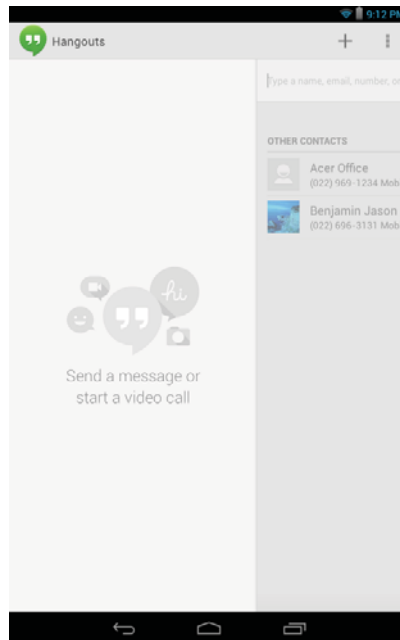 9:12 PM
Hangouts
Type a name, email, number, or
OTHER CONTACTS
Acer Office
(022) 969-1234 Mob
Benjamin Jason
(022) 696-3131 Mob
hi
Send a message or
start a video call